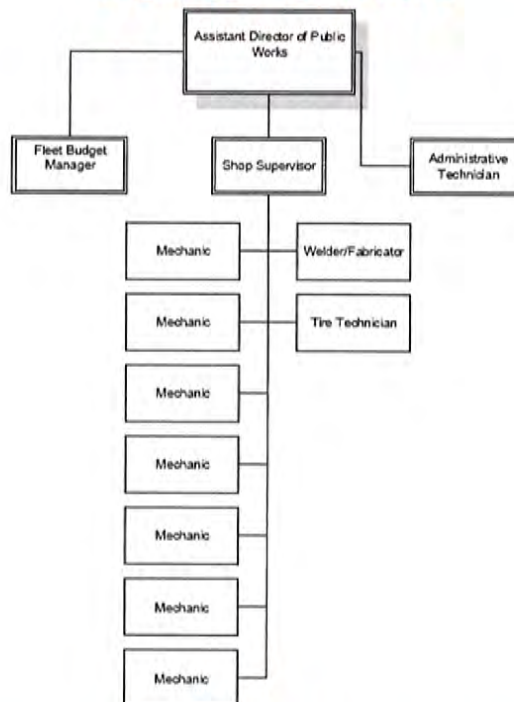 Assistant Director of Public
Works
Fleet Budget
Manager
Shop Supervisor
Administrative
Technician
Mechanic
Welder/Fabricator
Mechanic
Tire Technician
Mechanic
Mechanic
Mechanic
Mechanic
Mechanic